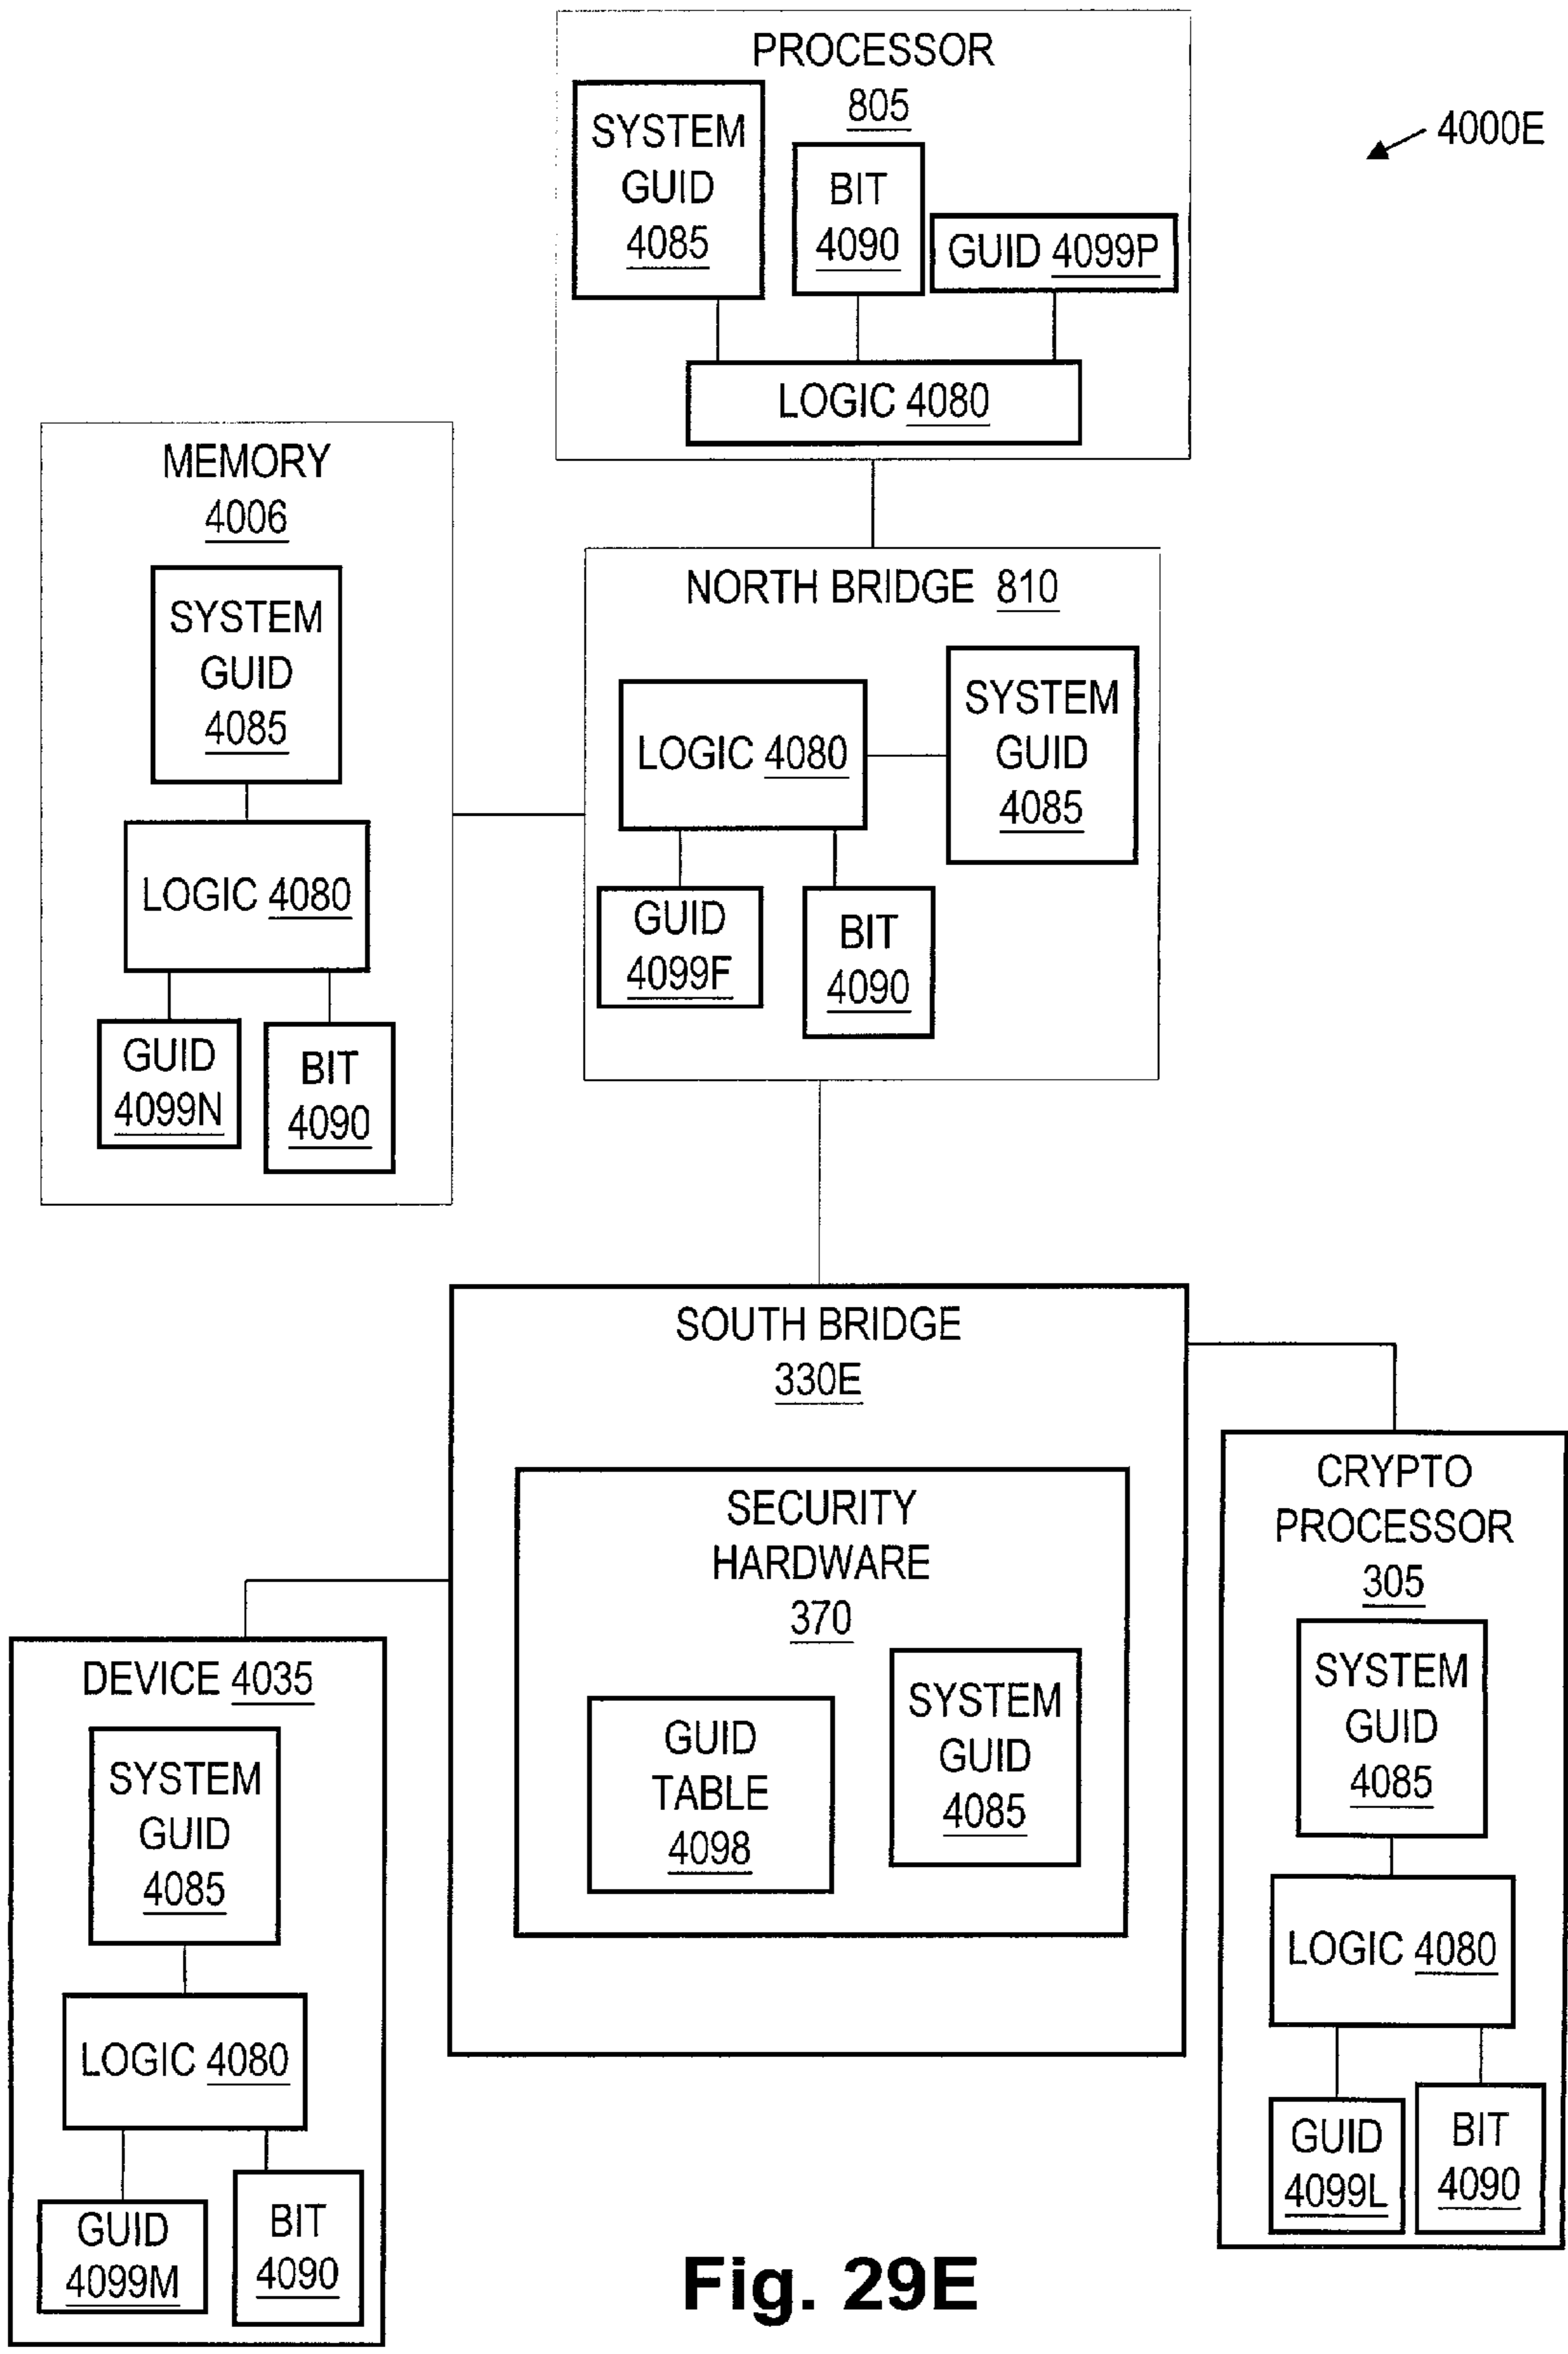 PROCESSOR
805
4000E
SYSTEM
GUID
4085
BIT
4090
GUID 4099P
LOGIC 4080
MEMORY
4006
SYSTEM
GUID
4085
LOGIC 4080
GUID
4099N
BIT
4090
NORTH BRIDGE 810
LOGIC 4080
SYSTEM
GUID
4085
GUID
4099F
BIT
4090
SOUTH BRIDGE
330E
SECURITY
HARDWARE
370
GUID
TABLE
4098
SYSTEM
GUID
4085
CRYPTO
PROCESSOR
305
SYSTEM
GUID
4085
LOGIC 4080
GUID
4099L
BIT
4090
DEVICE 4035
SYSTEM
GUID
4085
LOGIC 4080
GUID
4099M
BIT
4090
Fig. 29E